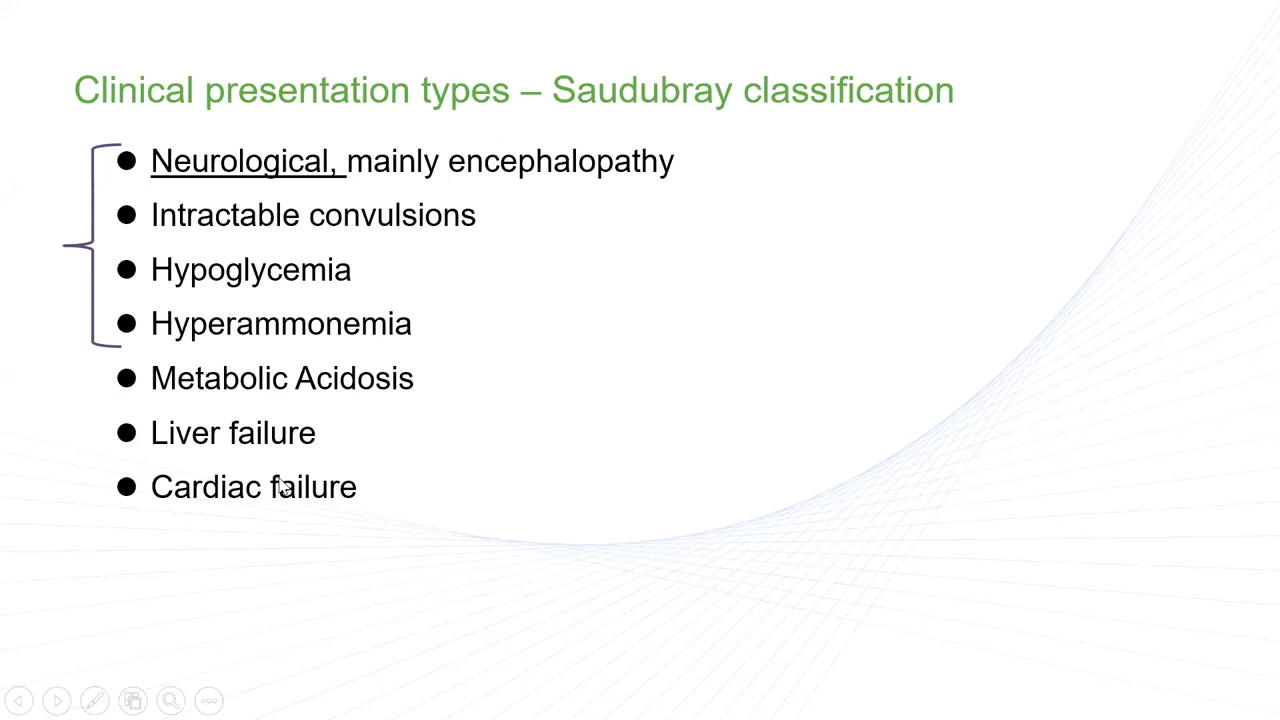 Clinical presentation types – Saudubray classification
Neurological, mainly encephalopathy
Intractable convulsions
Hypoglycemia
Hyperammonemia
Metabolic Acidosis
Liver failure
Cardiac failure